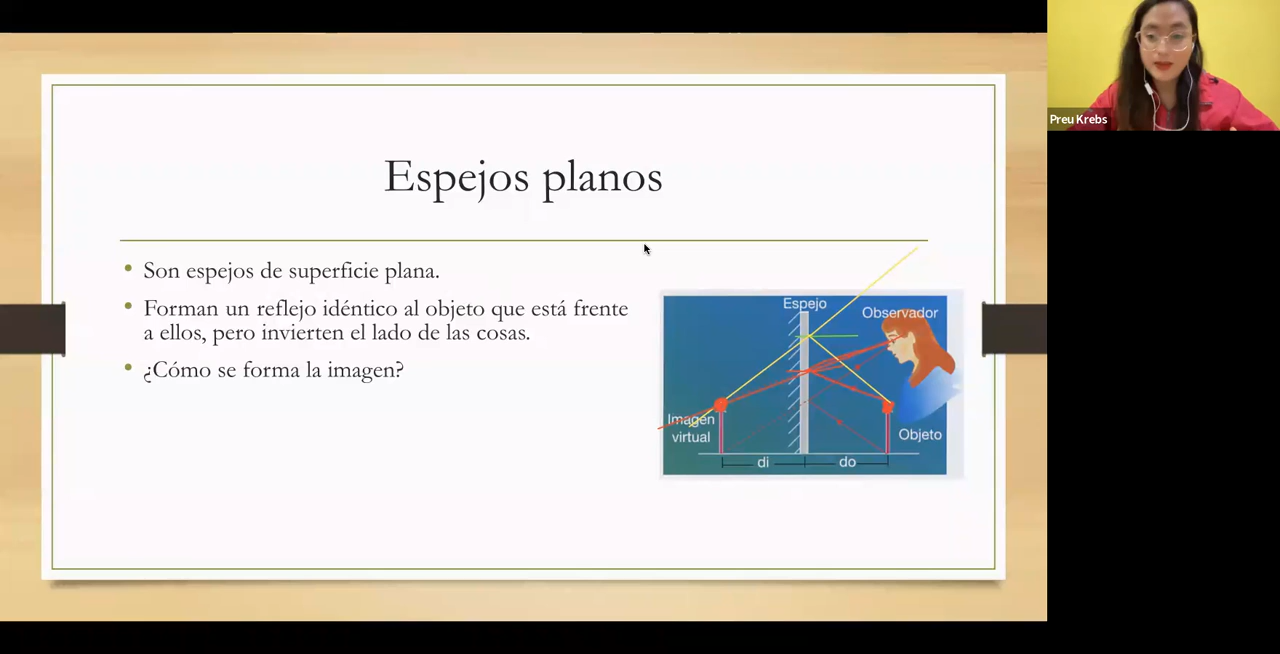 Espejos planos
Son espejos de superficie plana.
Forman un reflejo idéntico al objeto que está frente
a ellos, pero invierten el lado de las cosas.
¿Cómo se forma la imagen?
Espejo
Observador
Imagen
virtual
Objeto
di
do
Preu Krebs